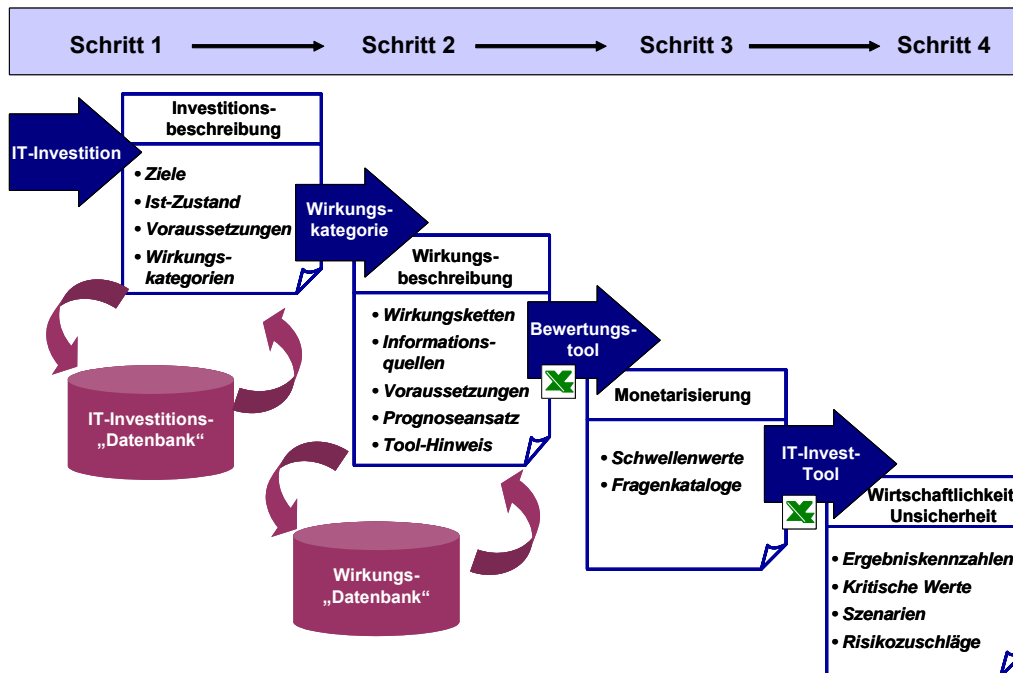 Schritt 1
Schritt 2
Schritt 3
Schritt 4
IT-Investition
Investitions-
beschreibung
• Ziele
• Ist-Zustand
• Voraussetzungen
• Wirkungs-
kategorien
IT-Investitions-
„Datenbank“
Wirkungs-
kategorie
Wirkungs-
beschreibung
• Wirkungsketten
• Informations-
quellen
• Voraussetzungen
• Prognoseansatz
• Tool-Hinweis
Wirkungs-
„Datenbank“
Bewertungs-
tool
Monetarisierung
• Schwellenwerte
• Fragenkataloge
IT-Invest-
Tool
Wirtschaftlichkeit
Unsicherheit
• Ergebniskennzahlen
• Kritische Werte
• Szenarien
• Risikozuschläge